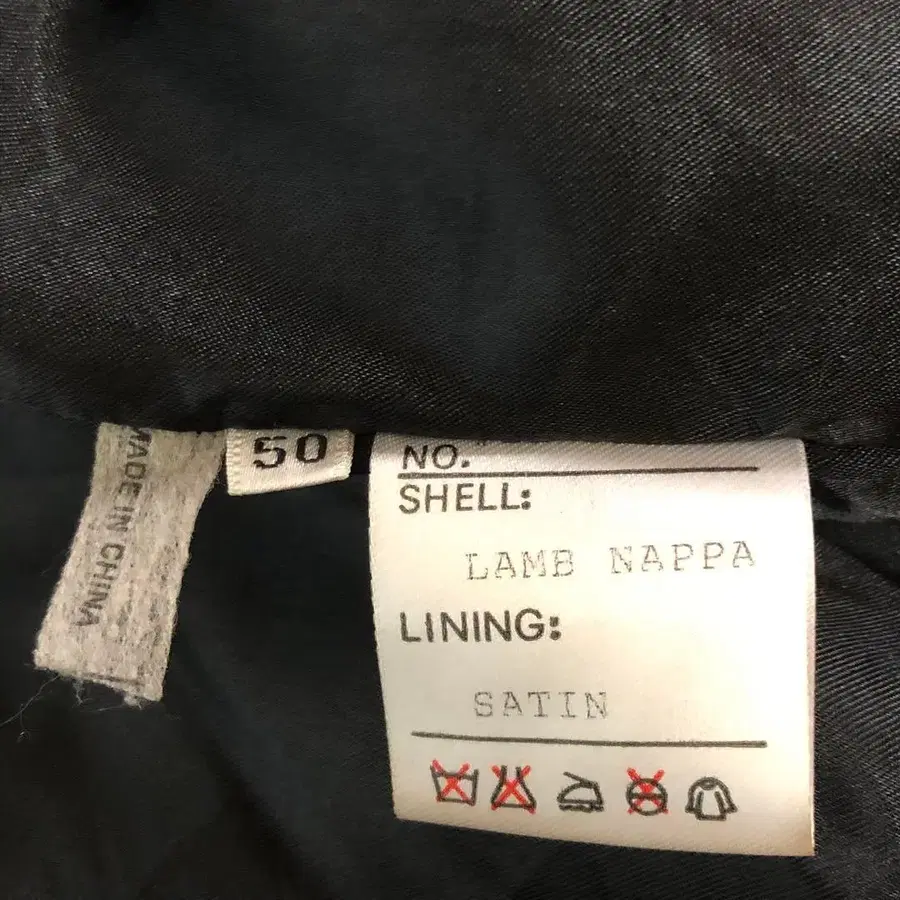 MADE IN CHINA
50
NO.
SHELL:
LAMB NAPPA
LINING:
SATIN